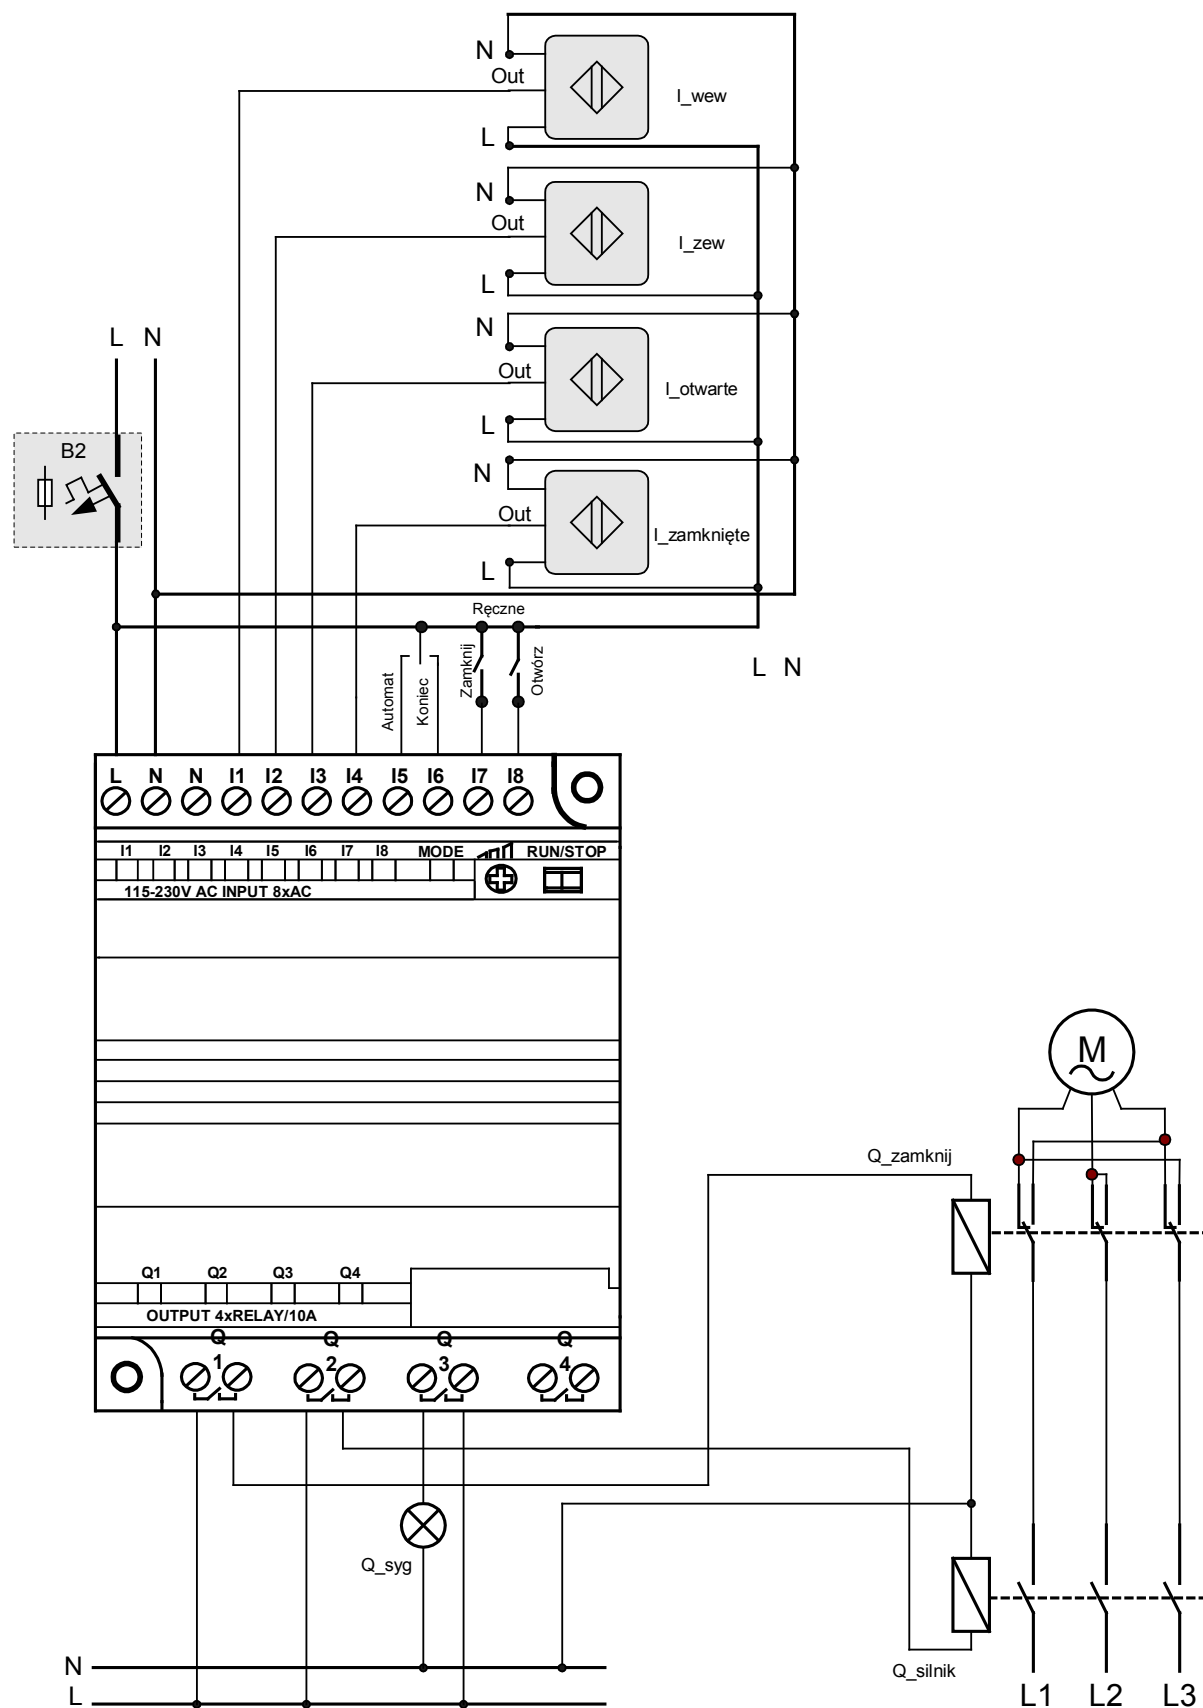 N
Out
I_wew
L
N
Out
I_zew
L
N
Out
I_otwarte
L
N
Out
I_zamknięte
L
L N
B2
Ręczne
Automat
Koniec
Zamknij
Otwórz
L N
L N N I1 I2 I3 I4 I5 I6 I7 I8
I1 I2 I3 I4 I5 I6 I7 I8 MODE RUN/STOP
115-230V AC INPUT 8xAC
M
Q_zamknij
Q1 Q2 Q3 Q4
OUTPUT 4xRELAY/10A
Q Q Q Q
1 2 3 4
Q_syg
N
L
Q_silnik
L1 L2 L3